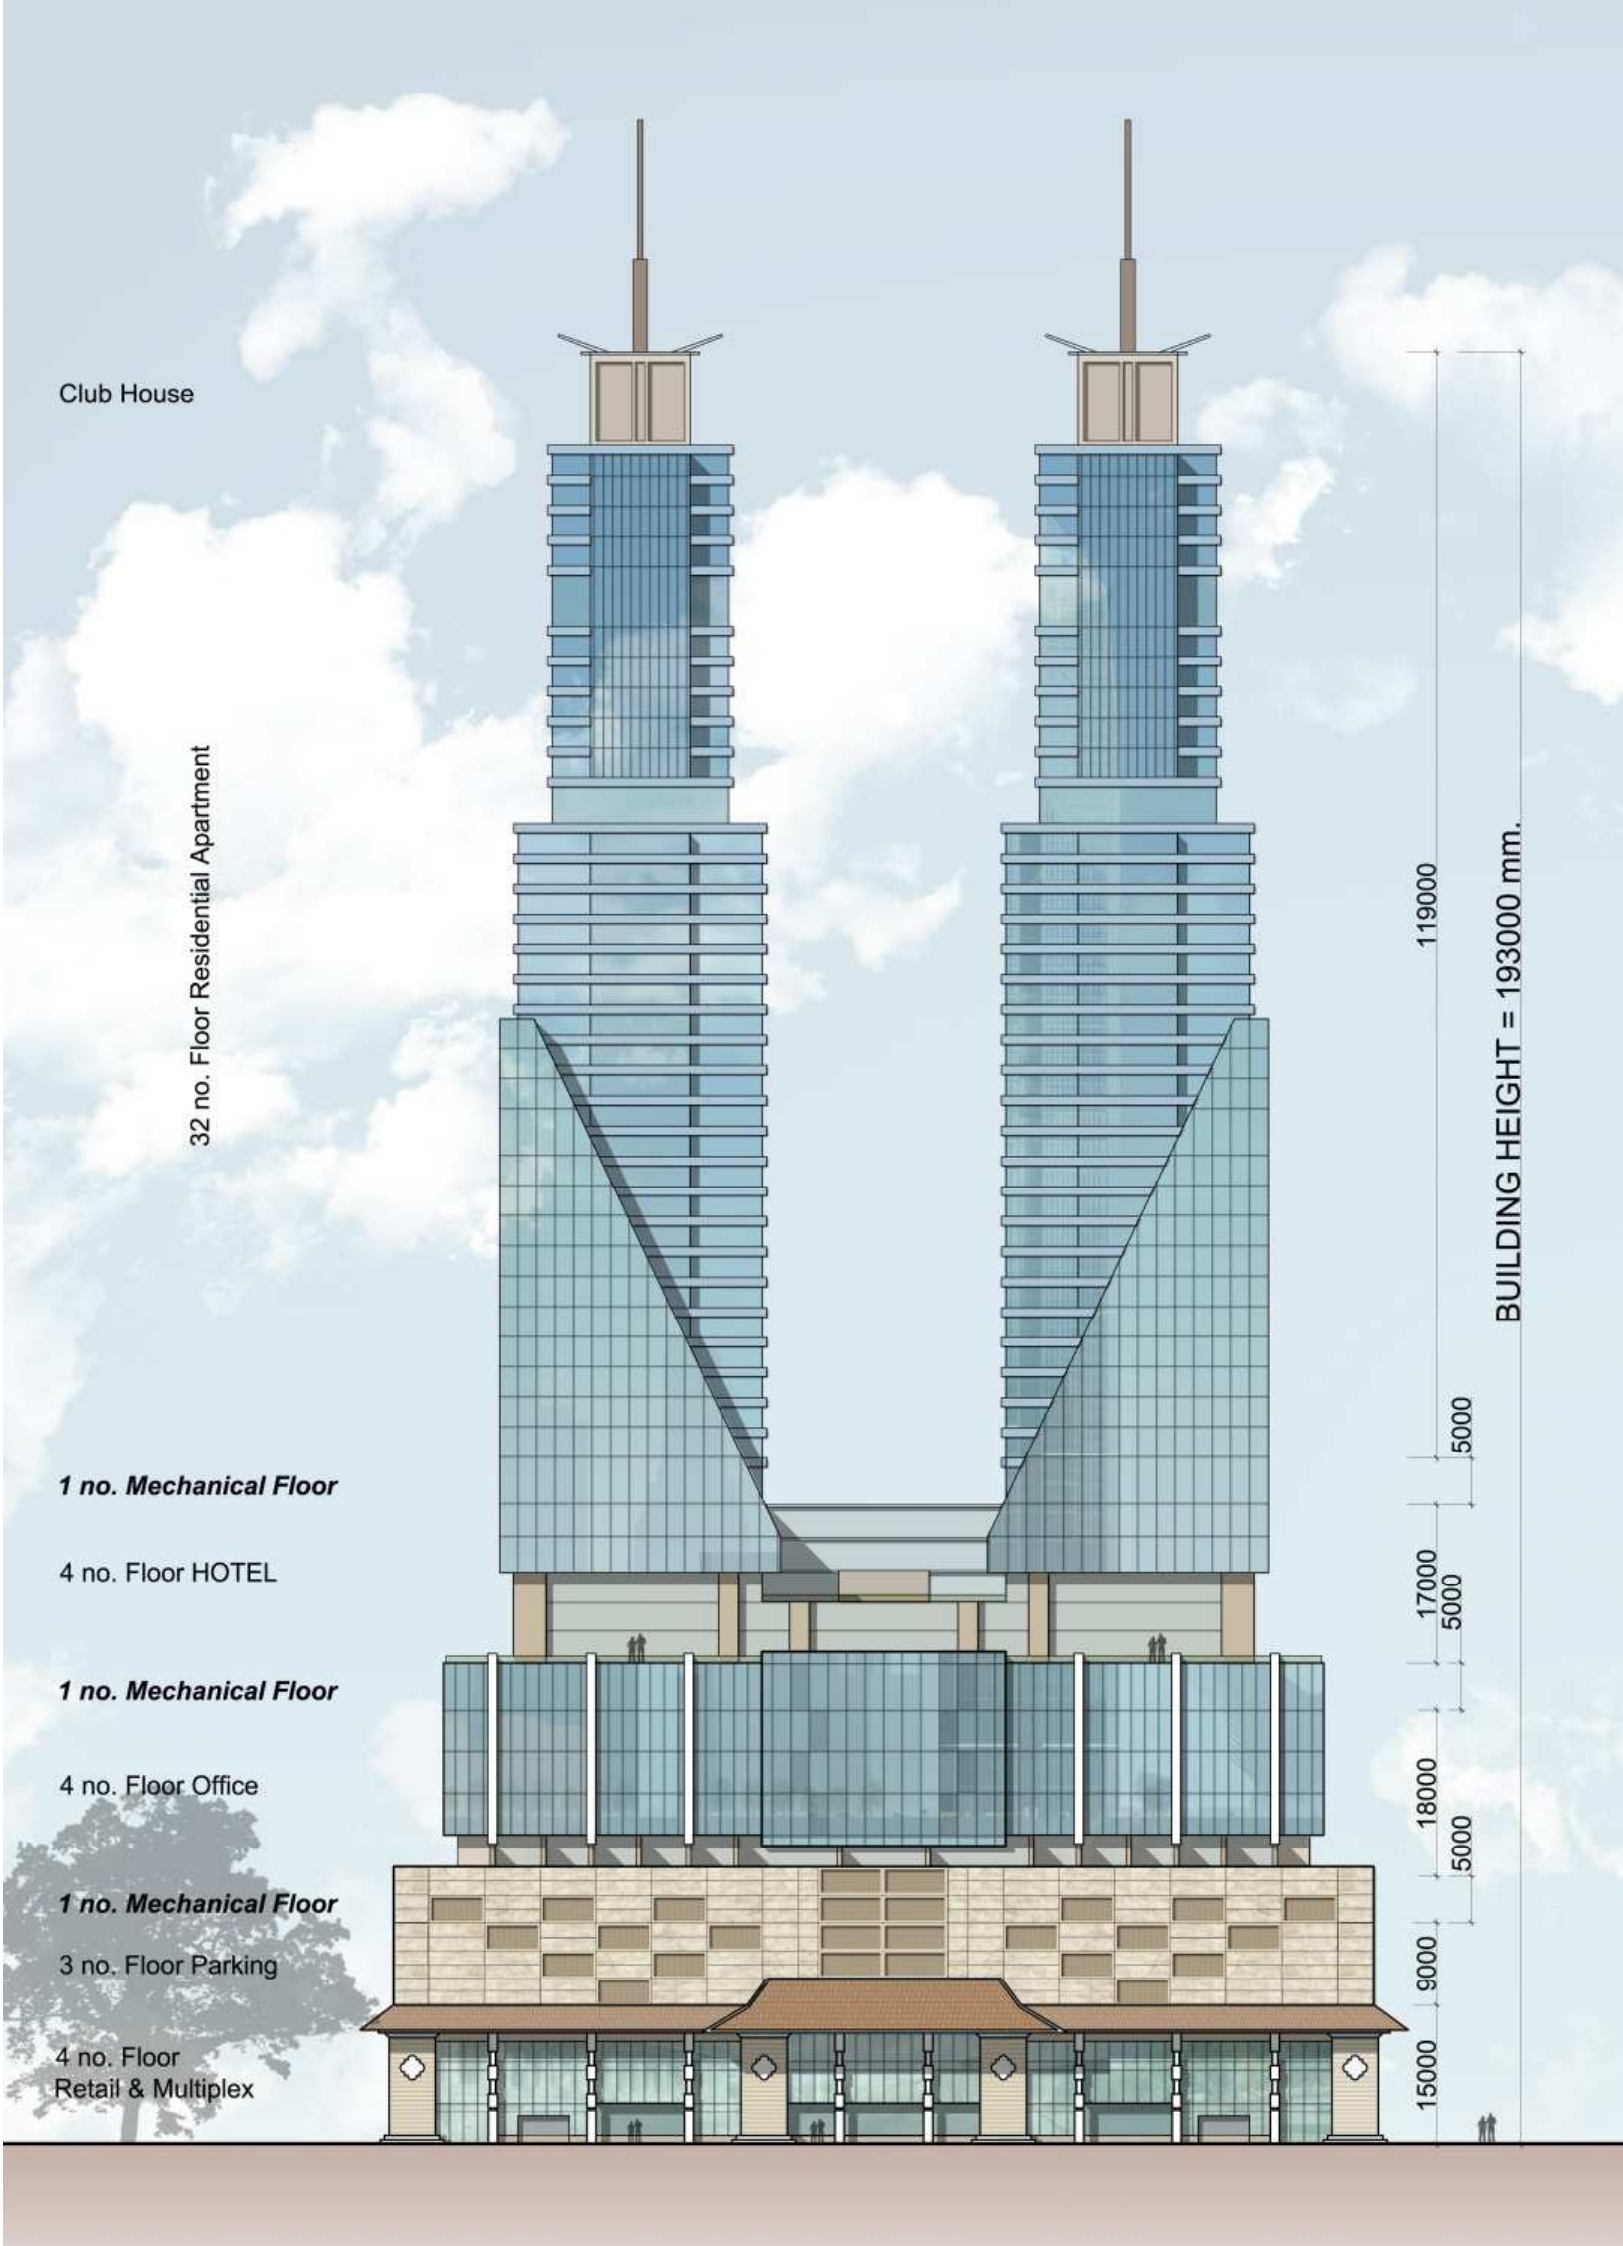 Club House
32 no. Floor Residential Apartment
1 no. Mechanical Floor
4 no. Floor HOTEL
1 no. Mechanical Floor
4 no. Floor Office
1 no. Mechanical Floor
3 no. Floor Parking
4 no. Floor
Retail & Multiplex
119000
5000
17000
5000
18000
5000
9000
15000
BUILDING HEIGHT = 193000 mm.